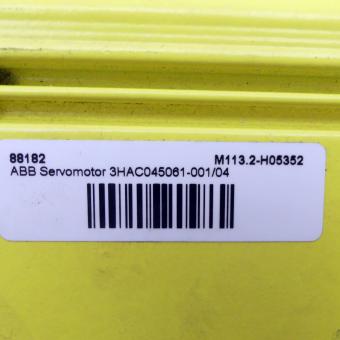 88182 M113.2-H05352
ABB Servomotor 3HAC045061-001/04